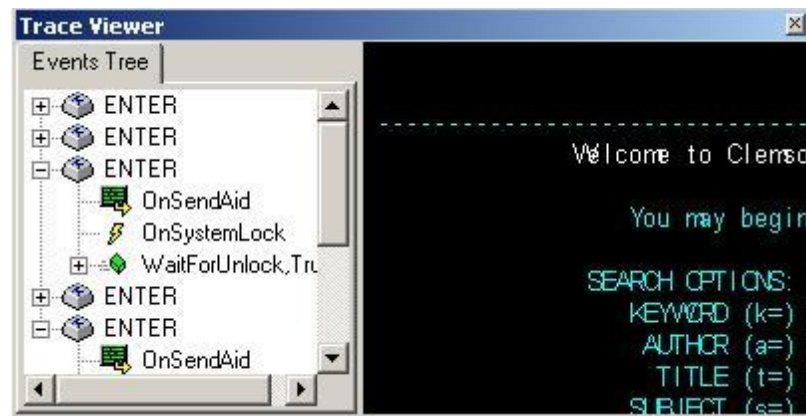 Trace Viewer
Events Tree
ENTER
ENTER
ENTER
OnSendAid
OnSystemLock
WaitForUnlock,Tru
ENTER
ENTER
OnSendAid
Welcome to Clemso
You may begin
SEARCH OPTIONS:
KEYWORD (k=)
AUTHOR (a=)
TITLE (t=)
SUBJECT (s=)